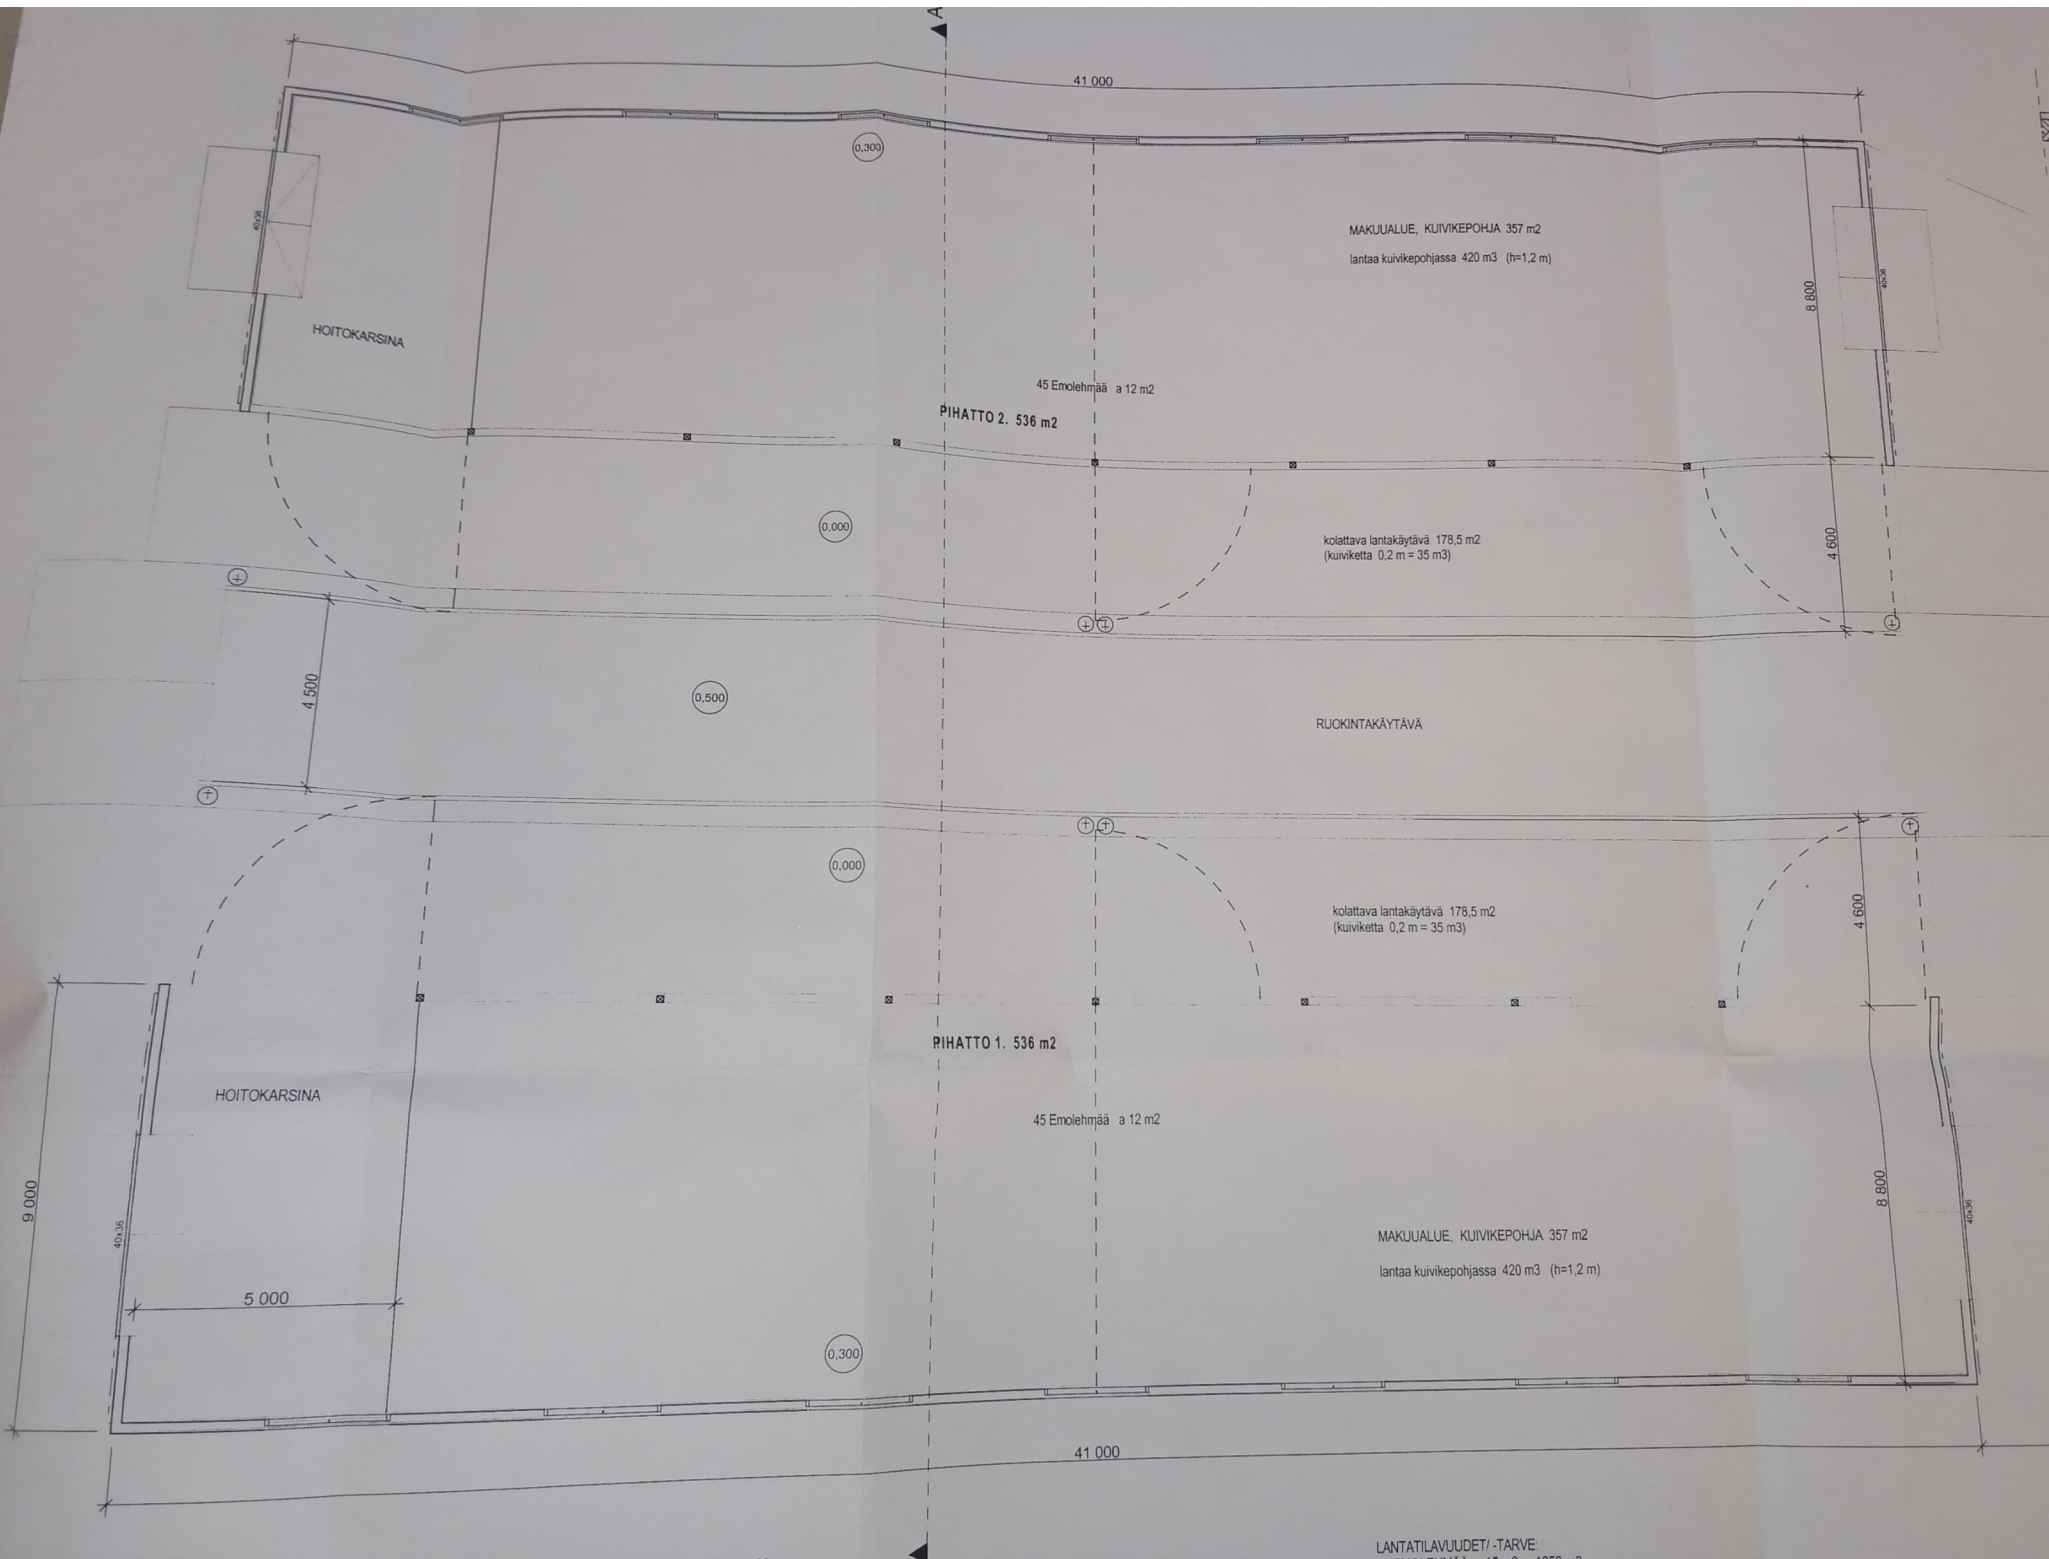 A
41 000
0,300
MAKUUALUE, KUIVIKEPOHJA 357 m2
lantaa kuivikepohjassa 420 m3 (h=1,2 m)
40x36
40x36
8 800
HOITOKARSINA
45 Emolehmää a 12 m2
PIHATTO 2. 536 m2
0,000
kolattava lantakäytävä 178,5 m2
(kuiviketta 0,2 m = 35 m3)
4 600
4 500
0,500
RUOKINTAKÄYTÄVÄ
0,000
kolattava lantakäytävä 178,5 m2
(kuiviketta 0,2 m = 35 m3)
4 600
PIHATTO 1. 536 m2
HOITOKARSINA
45 Emolehmää a 12 m2
9 000
8 800
40x36
40x36
MAKUUALUE, KUIVIKEPOHJA 357 m2
lantaa kuivikepohjassa 420 m3 (h=1,2 m)
5 000
0,300
41 000
LANTATILAVUUDET/ -TARVE: